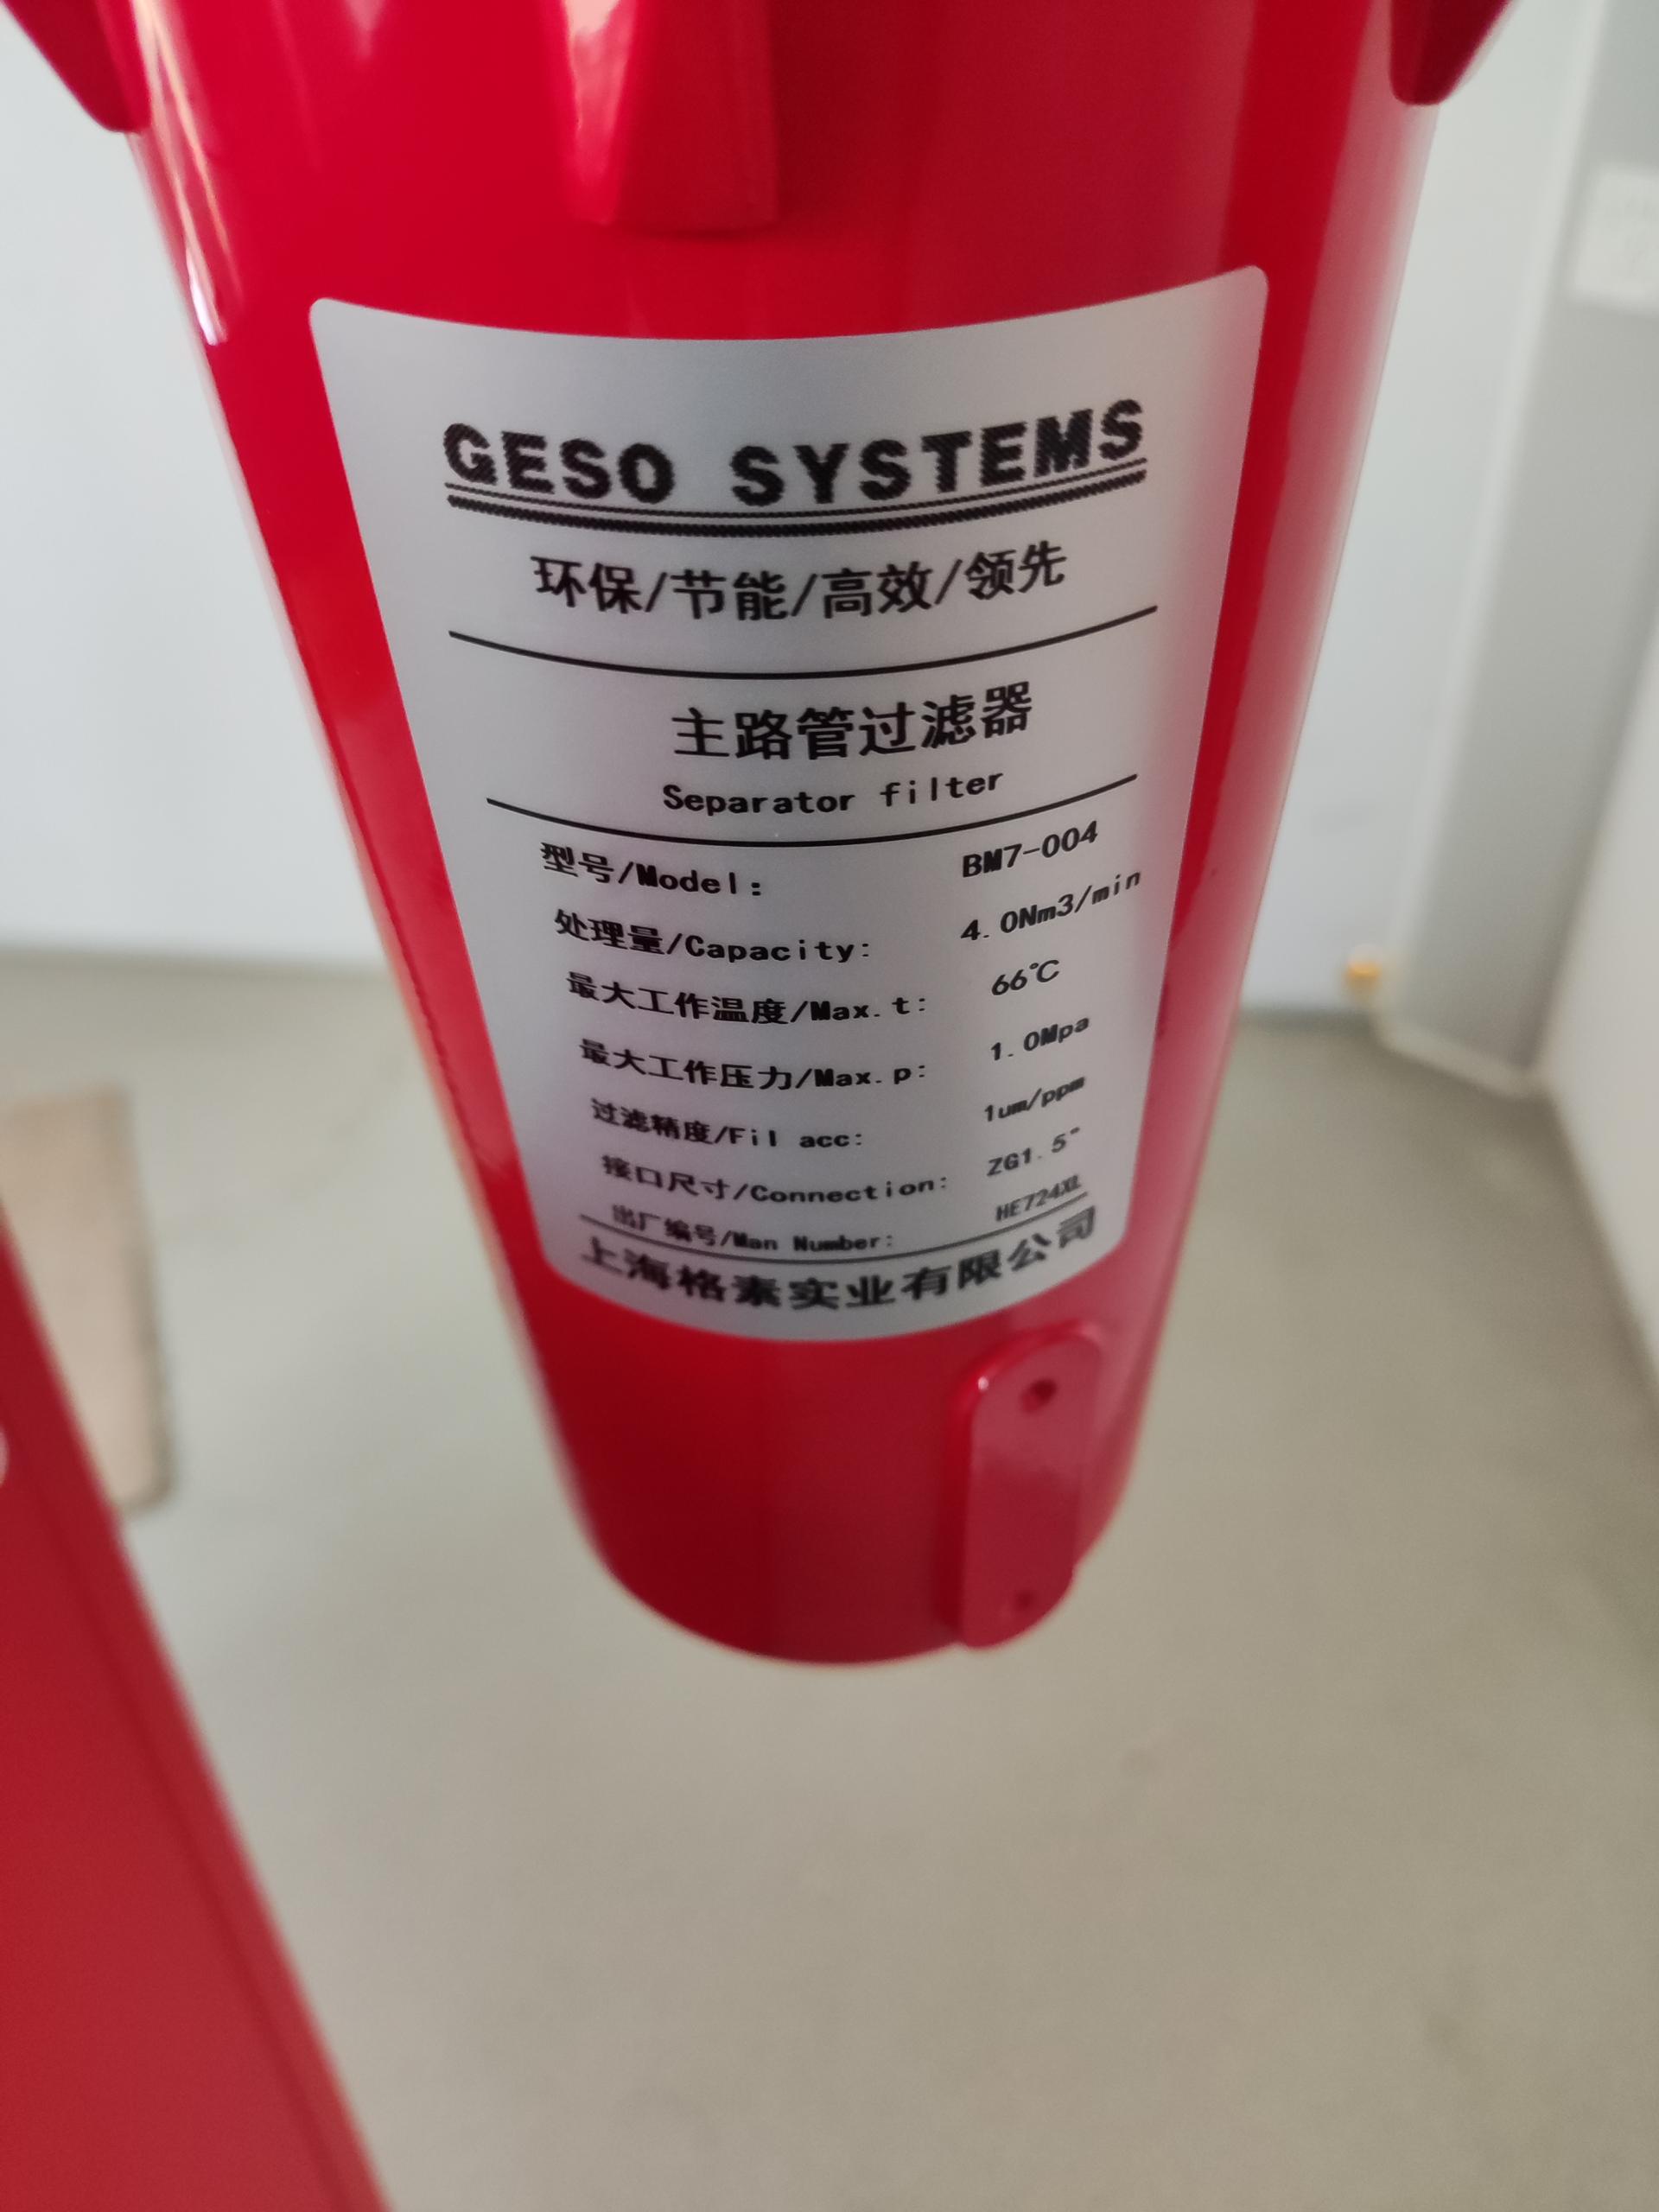 GESO SYSTEMS
环保/节能/高效/领先
主路管过滤器
Separator filter
型号/Model: BM7-004
处理量/Capacity: 4.0Nm3/min
最大工作温度/Max.t: 66℃
最大工作压力/Max.p: 1.0Mpa
过滤精度/Fil acc: 1um/ppm
接口尺寸/Connection: ZG1.5"
出厂编号/Man Number: HE724XL
上海格素实业有限公司